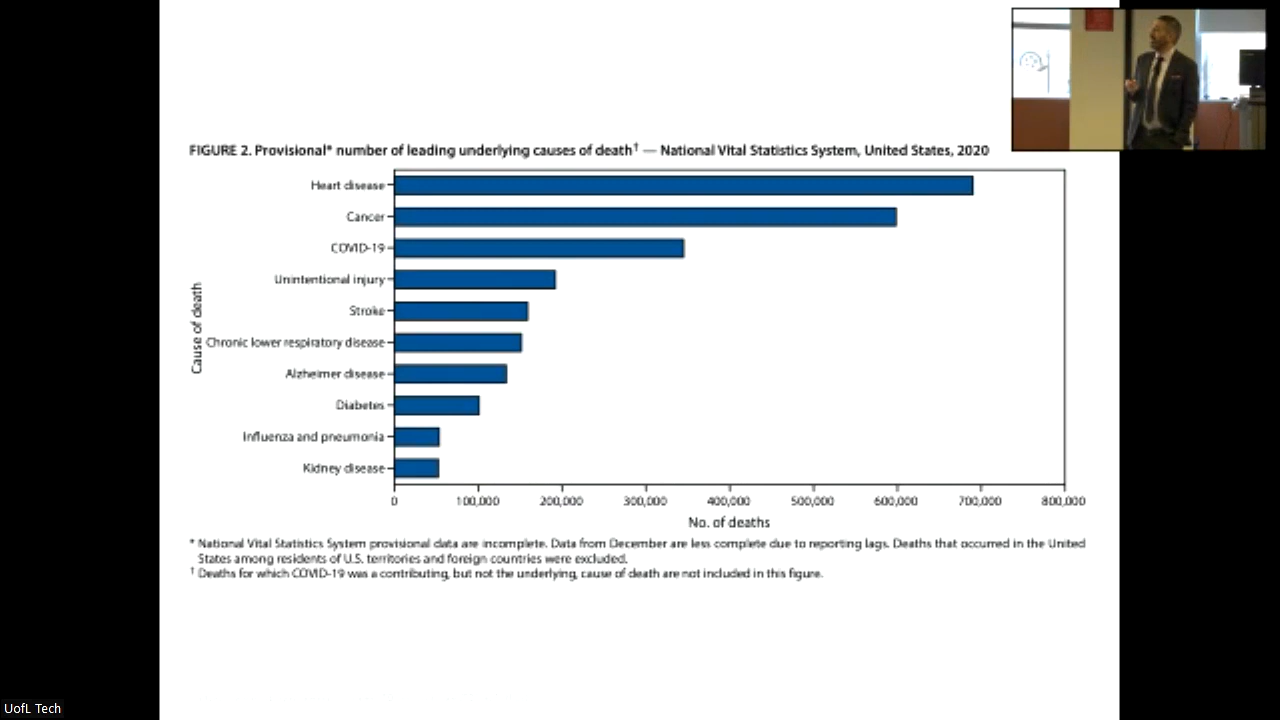 FIGURE 2. Provisional* number of leading underlying causes of death† — National Vital Statistics System, United States, 2020
Cause of death
Heart disease
Cancer
COVID-19
Unintentional injury
Stroke
Chronic lower respiratory disease
Alzheimer disease
Diabetes
Influenza and pneumonia
Kidney disease
0 100,000 200,000 300,000 400,000 500,000 600,000 700,000 800,000
No. of deaths
* National Vital Statistics System provisional data are incomplete. Data from December are less complete due to reporting lags. Deaths that occurred in the United
States among residents of U.S. territories and foreign countries were excluded.
† Deaths for which COVID-19 was a contributing, but not the underlying, cause of death are not included in this figure.
UofL Tech